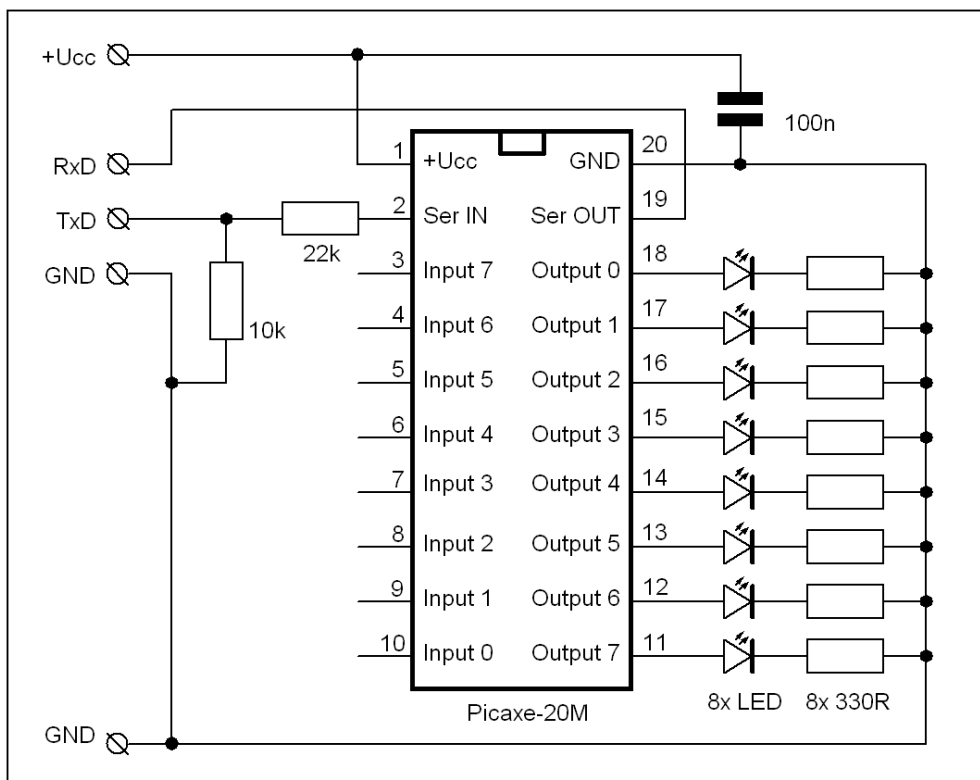 +Ucc
100n
RxD
1 +Ucc GND 20
TxD
2 Ser IN Ser OUT 19
22k
GND
3 Input 7 Output 0 18
10k
4 Input 6 Output 1 17
5 Input 5 Output 2 16
6 Input 4 Output 3 15
7 Input 3 Output 4 14
8 Input 2 Output 5 13
9 Input 1 Output 6 12
10 Input 0 Output 7 11
8x LED 8x 330R
Picaxe-20M
GND